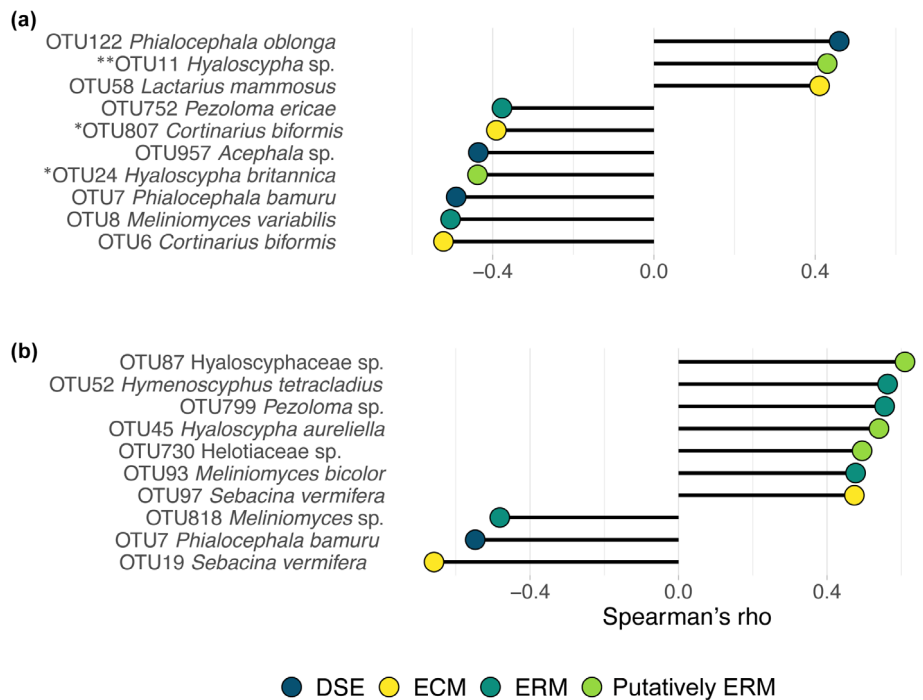 (a)
OTU122 Phialocephala oblonga
**OTU11 Hyaloscypha sp.
OTU58 Lactarius mammosus
OTU752 Pezoloma ericae
*OTU807 Cortinarius biformis
OTU957 Acephala sp.
*OTU24 Hyaloscypha britannica
OTU7 Phialocephala bamuru
OTU8 Meliniomyces variabilis
OTU6 Cortinarius biformis
−0.4 0.0 0.4
(b)
OTU87 Hyaloscyphaceae sp.
OTU52 Hymenoscyphus tetracladius
OTU799 Pezoloma sp.
OTU45 Hyaloscypha aureliella
OTU730 Helotiaceae sp.
OTU93 Meliniomyces bicolor
OTU97 Sebacina vermifera
OTU818 Meliniomyces sp.
OTU7 Phialocephala bamuru
OTU19 Sebacina vermifera
−0.4 0.0 0.4
Spearman's rho
DSE ECM ERM Putatively ERM